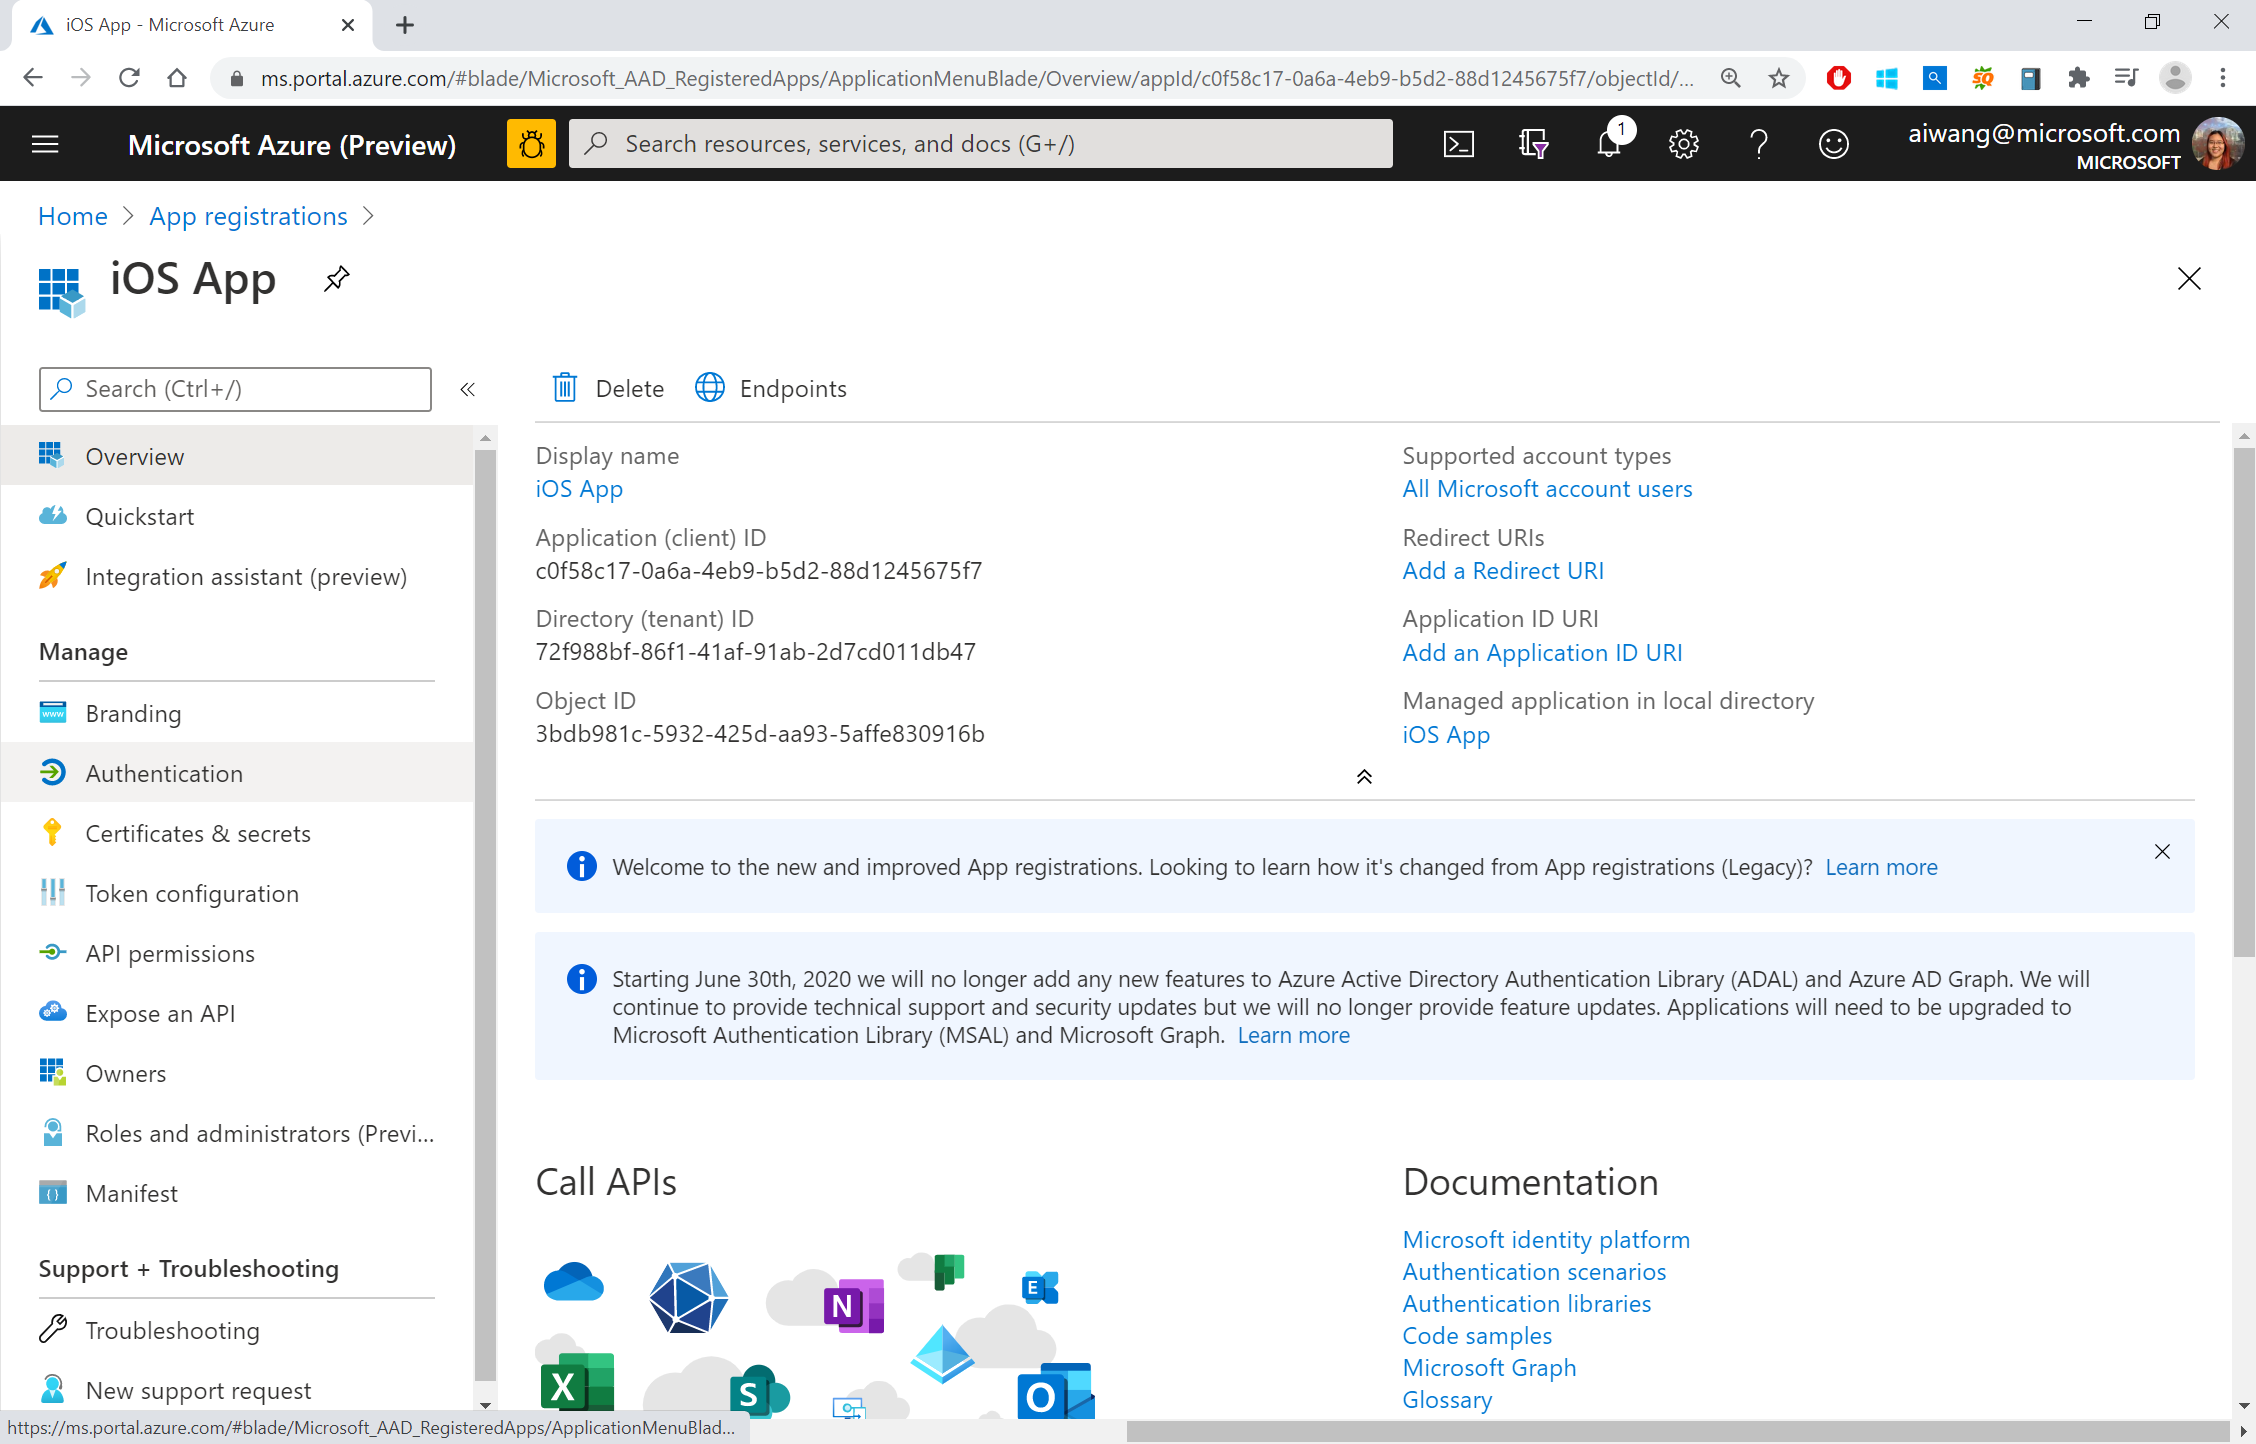 iOS App - Microsoft Azure
ms.portal.azure.com/#blade/Microsoft_AAD_RegisteredApps/ApplicationMenuBlade/Overview/appId/c0f58c17-0a6a-4eb9-b5d2-88d1245675f7/objectId/...
Microsoft Azure (Preview)
Search resources, services, and docs (G+/)
1
aiwang@microsoft.com
MICROSOFT
Home > App registrations >
iOS App
Search (Ctrl+/)
«
Delete
Endpoints
Overview
Quickstart
Integration assistant (preview)
Manage
Branding
Authentication
Certificates & secrets
Token configuration
API permissions
Expose an API
Owners
Roles and administrators (Previ...
Manifest
Support + Troubleshooting
Troubleshooting
New support request
Display name
iOS App
Application (client) ID
c0f58c17-0a6a-4eb9-b5d2-88d1245675f7
Directory (tenant) ID
72f988bf-86f1-41af-91ab-2d7cd011db47
Object ID
3bdb981c-5932-425d-aa93-5affe830916b
Supported account types
All Microsoft account users
Redirect URIs
Add a Redirect URI
Application ID URI
Add an Application ID URI
Managed application in local directory
iOS App
Welcome to the new and improved App registrations. Looking to learn how it's changed from App registrations (Legacy)? Learn more
Starting June 30th, 2020 we will no longer add any new features to Azure Active Directory Authentication Library (ADAL) and Azure AD Graph. We will
continue to provide technical support and security updates but we will no longer provide feature updates. Applications will need to be upgraded to
Microsoft Authentication Library (MSAL) and Microsoft Graph. Learn more
Call APIs
N
E
X
S
O
Documentation
Microsoft identity platform
Authentication scenarios
Authentication libraries
Code samples
Microsoft Graph
Glossary
https://ms.portal.azure.com/#blade/Microsoft_AAD_RegisteredApps/ApplicationMenuBlad...